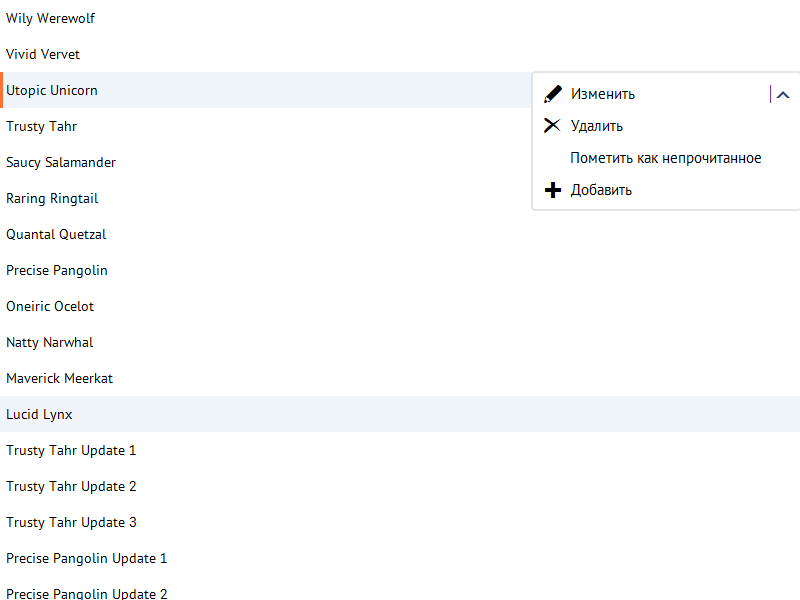 Wily Werewolf
Vivid Vervet
Utopic Unicorn
Изменить
Trusty Tahr
Удалить
Saucy Salamander
Пометить как непрочитанное
Raring Ringtail
Добавить
Quantal Quetzal
Precise Pangolin
Oneiric Ocelot
Natty Narwhal
Maverick Meerkat
Lucid Lynx
Trusty Tahr Update 1
Trusty Tahr Update 2
Trusty Tahr Update 3
Precise Pangolin Update 1
Precise Pangolin Update 2